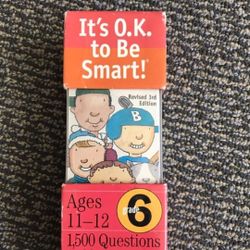 It's O.K.
to Be
Smart!®
Revised 3rd
Edition
B
Ages
11-12
grade
6
1,500 Questions